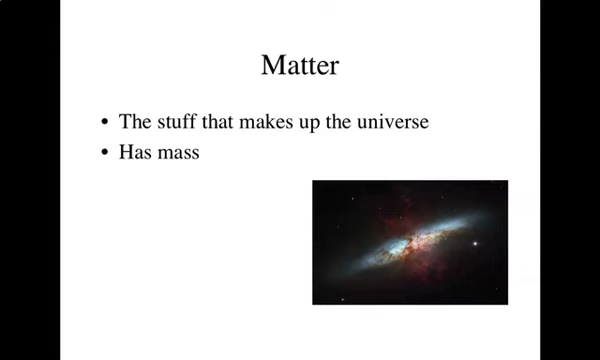 Matter
• The stuff that makes up the universe
• Has mass